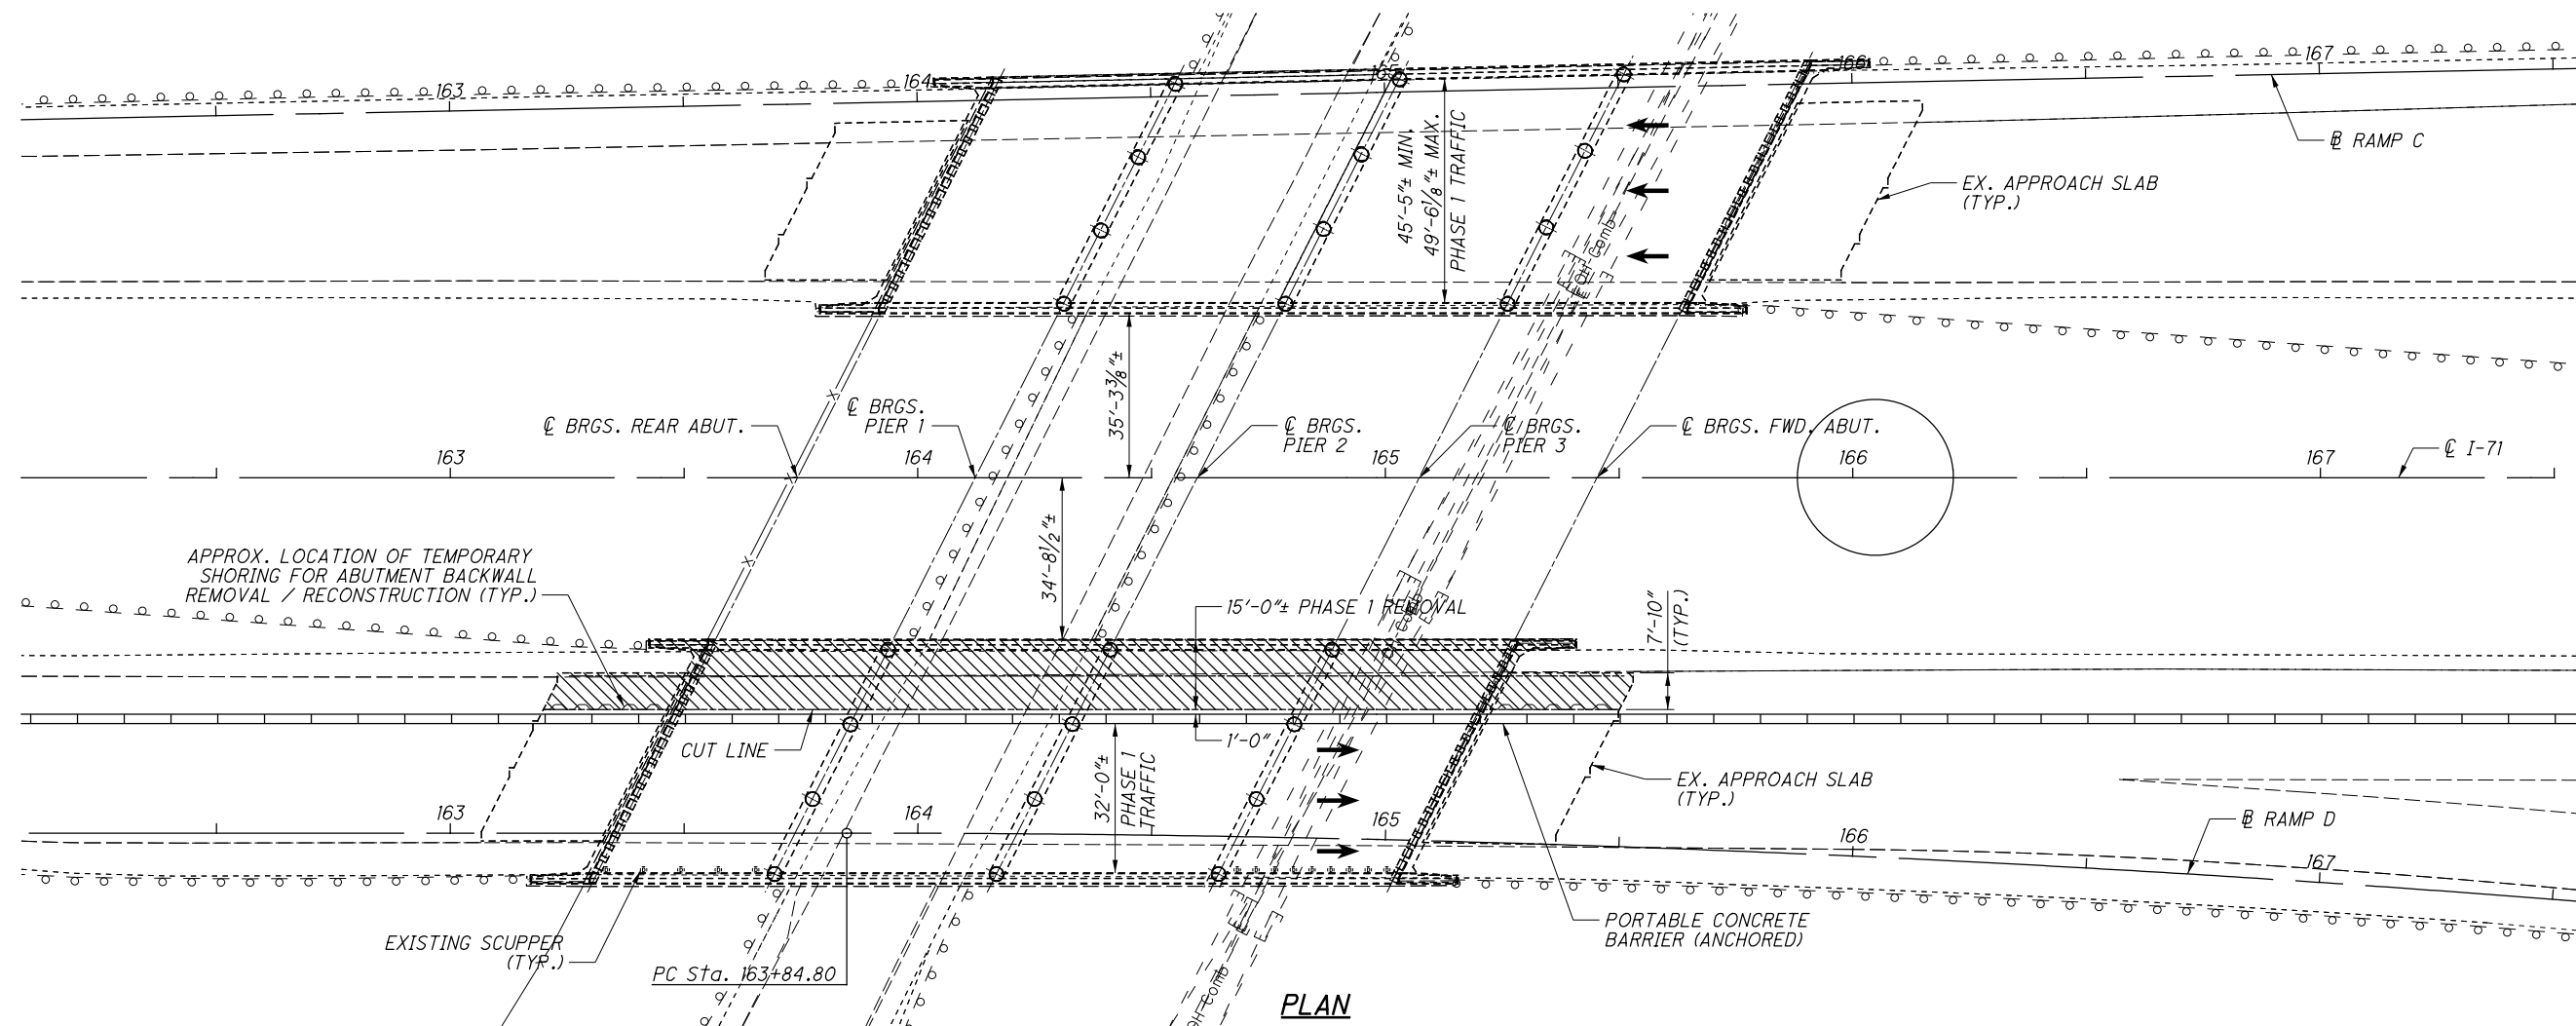 163
164
165
166
167
℄ RAMP C
EX. APPROACH SLAB
(TYP.)
45'-5"± MIN.
49'-6⅛"± MAX.
PHASE 1 TRAFFIC
OH Comb
35'-3⅜"±
℄ BRGS. REAR ABUT.
℄ BRGS.
PIER 1
℄ BRGS.
PIER 2
℄ BRGS.
PIER 3
℄ BRGS. FWD. ABUT.
163
164
165
166
167
℄ I-71
34'-8½"±
APPROX. LOCATION OF TEMPORARY
SHORING FOR ABUTMENT BACKWALL
REMOVAL / RECONSTRUCTION (TYP.)
15'-0"± PHASE 1 REMOVAL
7'-10"
(TYP.)
CUT LINE
1'-0"
32'-0"±
PHASE 1
TRAFFIC
EX. APPROACH SLAB
(TYP.)
163
164
165
166
167
℄ RAMP D
PORTABLE CONCRETE
BARRIER (ANCHORED)
EXISTING SCUPPER
(TYP.)
PC Sta. 163+84.80
OH Comb
PLAN